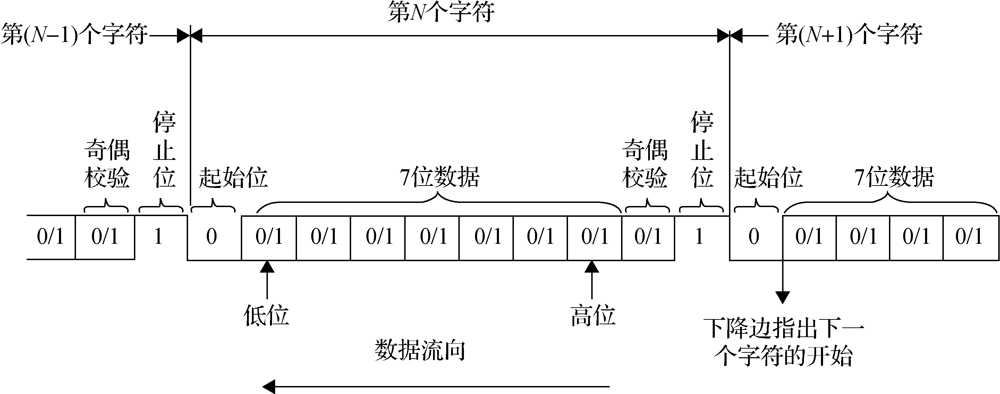 第N个字符
第(N−1)个字符
第(N+1)个字符
奇偶
校验
停
止
位
起始位
7位数据
奇偶
校验
停
止
位
起始位
7位数据
0/1 0/1 1 0 0/1 0/1 0/1 0/1 0/1 0/1 0/1 0/1 1 0 0/1 0/1 0/1 0/1
低位
高位
下降边指出下一
个字符的开始
数据流向